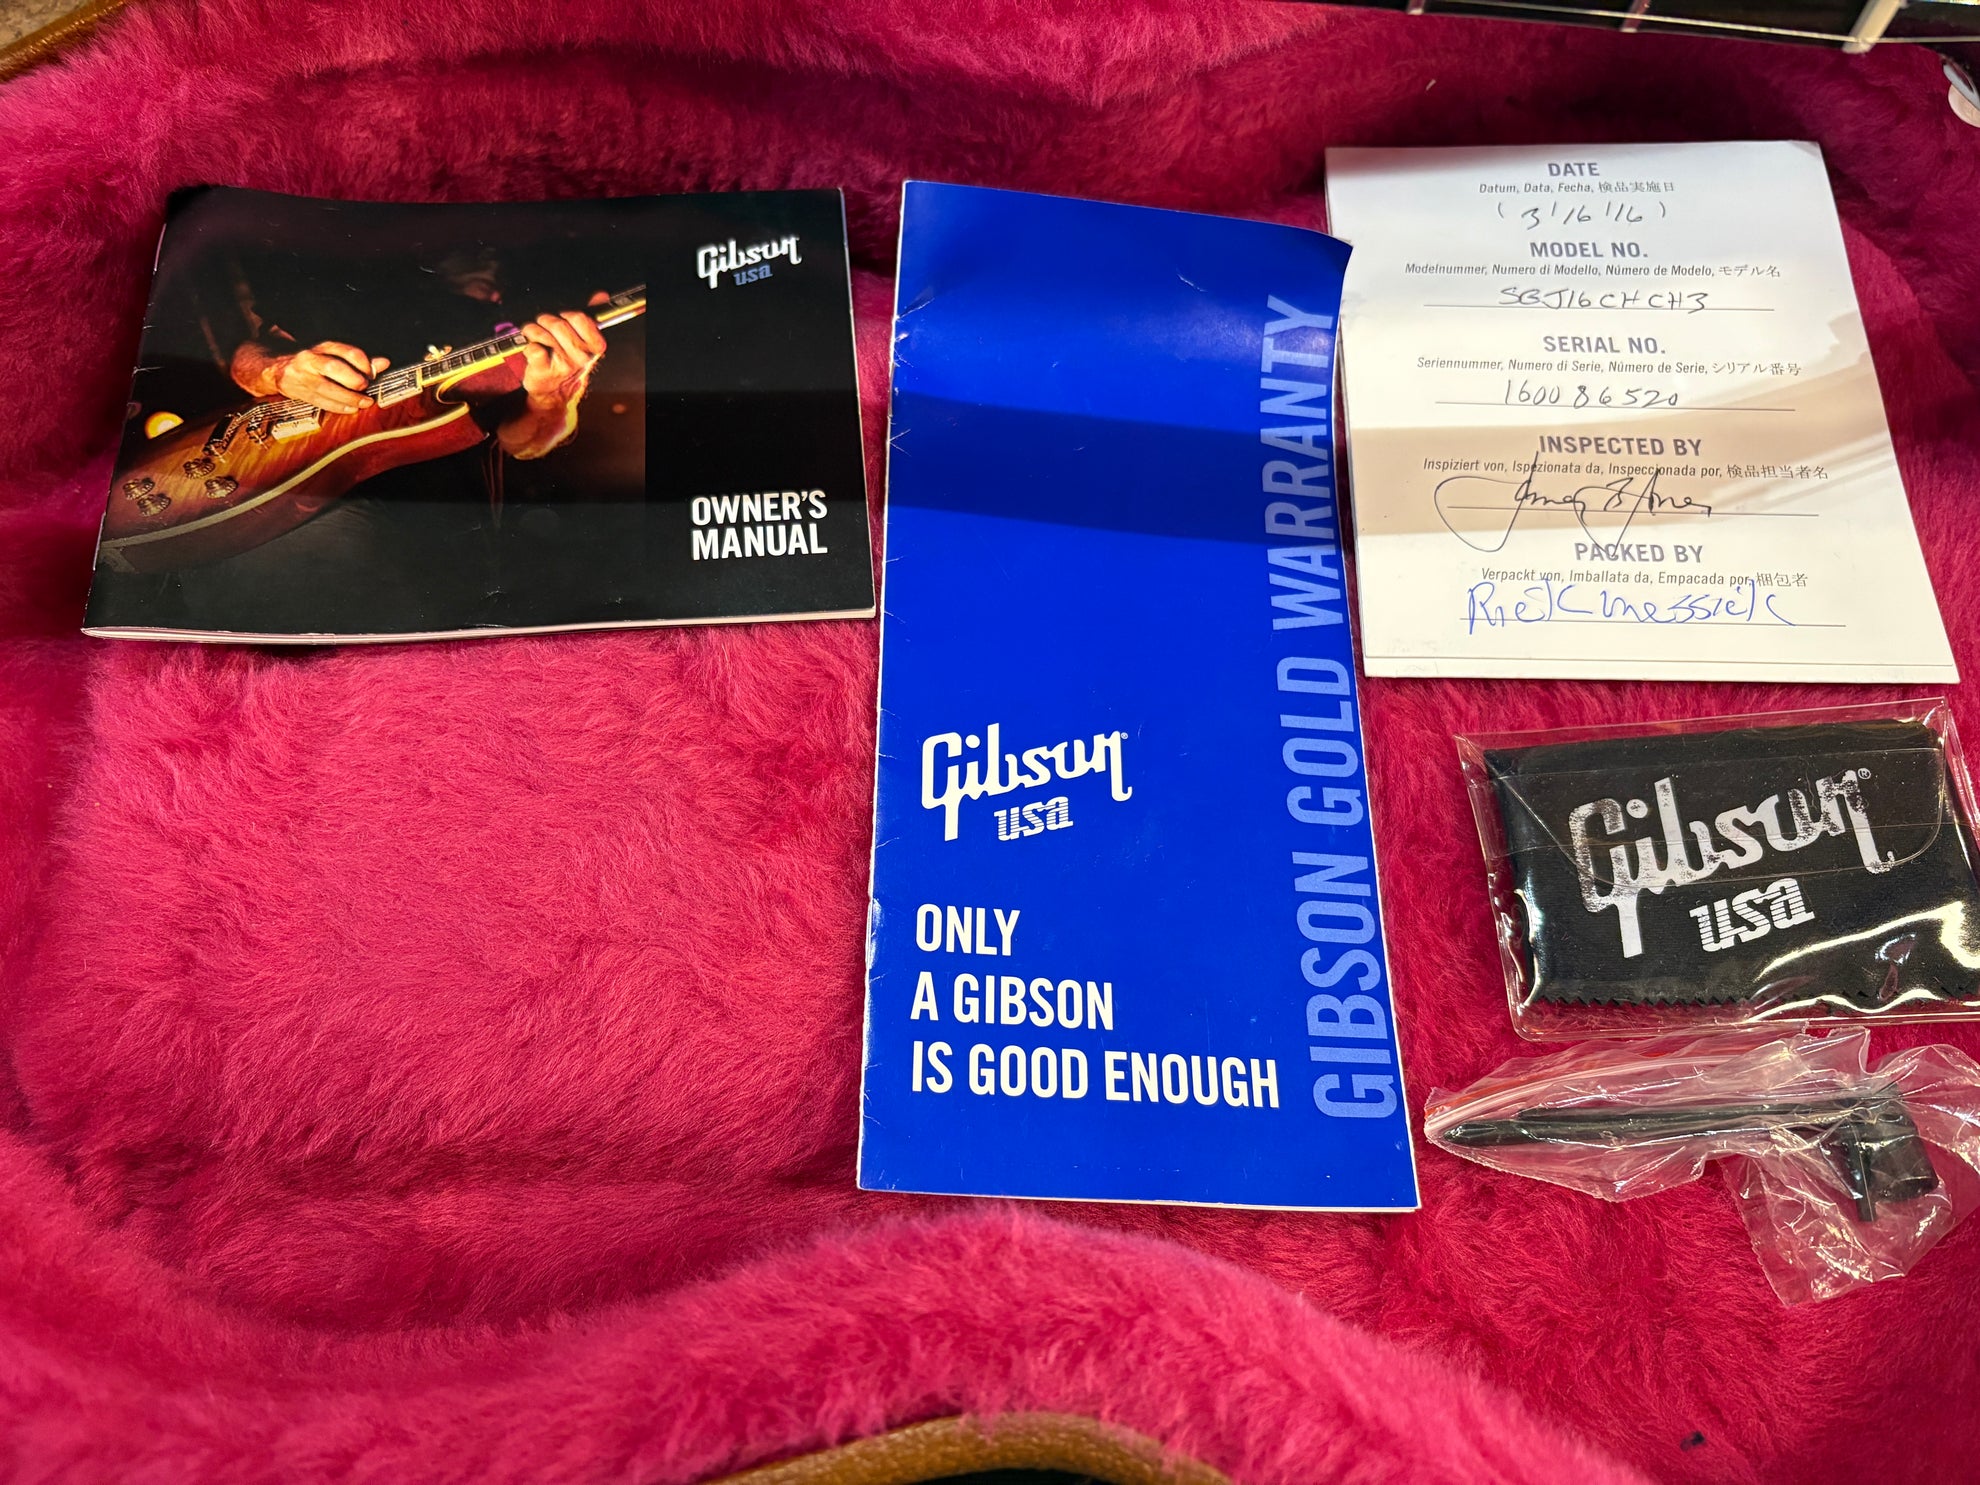 Gibson
usa
OWNER'S
MANUAL
GIBSON GOLD WARRANTY
Gibson
usa
ONLY
A GIBSON
IS GOOD ENOUGH
DATE
Datum, Data, Fecha, 検品実施日
( 3/16/16 )
MODEL NO.
Modelnummer, Numero di Modello, Número de Modelo, モデル名
SGJ16CHCH3
SERIAL NO.
Seriennummer, Numero di Serie, Número de Serie, シリアル番号
160086520
INSPECTED BY
Inspiziert von, Ispezionata da, Inspeccionada por, 検品担当者名
PACKED BY
Verpackt von, Imballata da, Empacada por, 梱包者
Rick Messick
Gibson®
usa